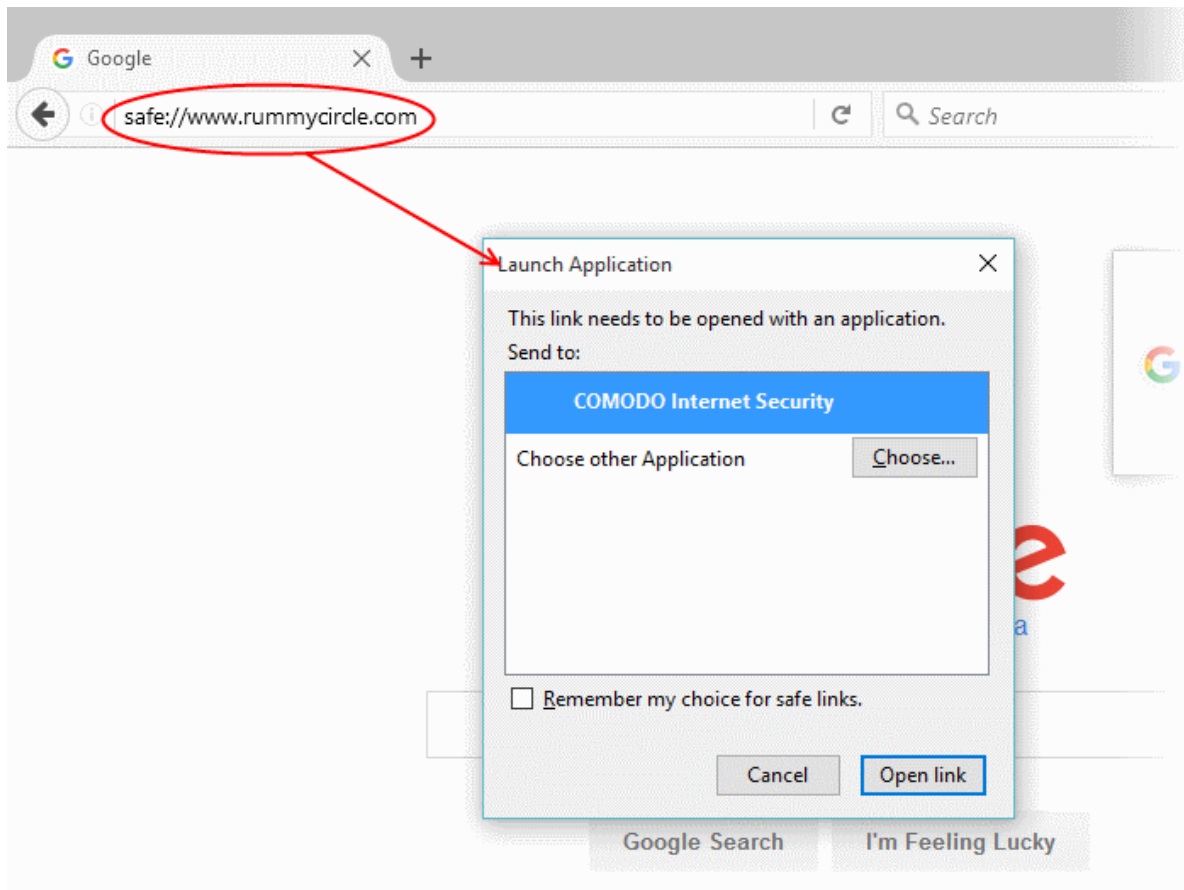 Google
safe://www.rummycircle.com
Search
Launch Application
This link needs to be opened with an application.
Send to:
COMODO Internet Security
Choose other Application
Choose...
G
e
a
Remember my choice for safe links.
Cancel
Open link
Google Search
I'm Feeling Lucky